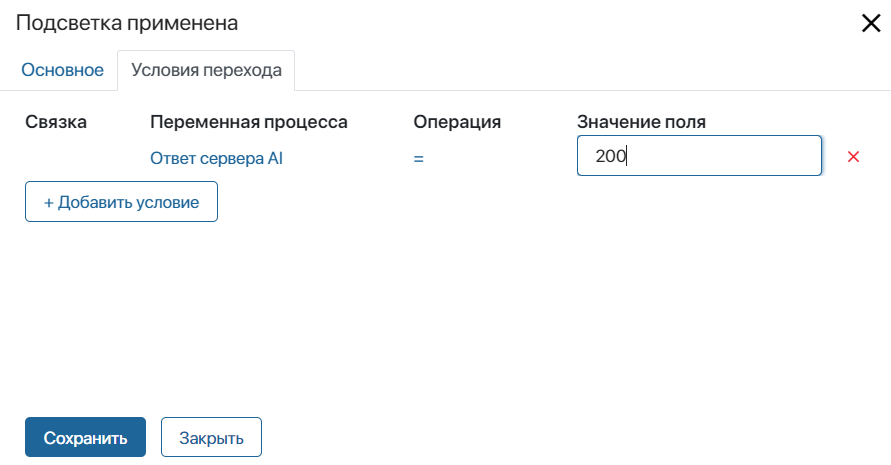 Подсветка применена
Основное Условия перехода
Связка Переменная процесса Операция Значение поля
Ответ сервера AI = 200
+ Добавить условие
Сохранить Закрыть